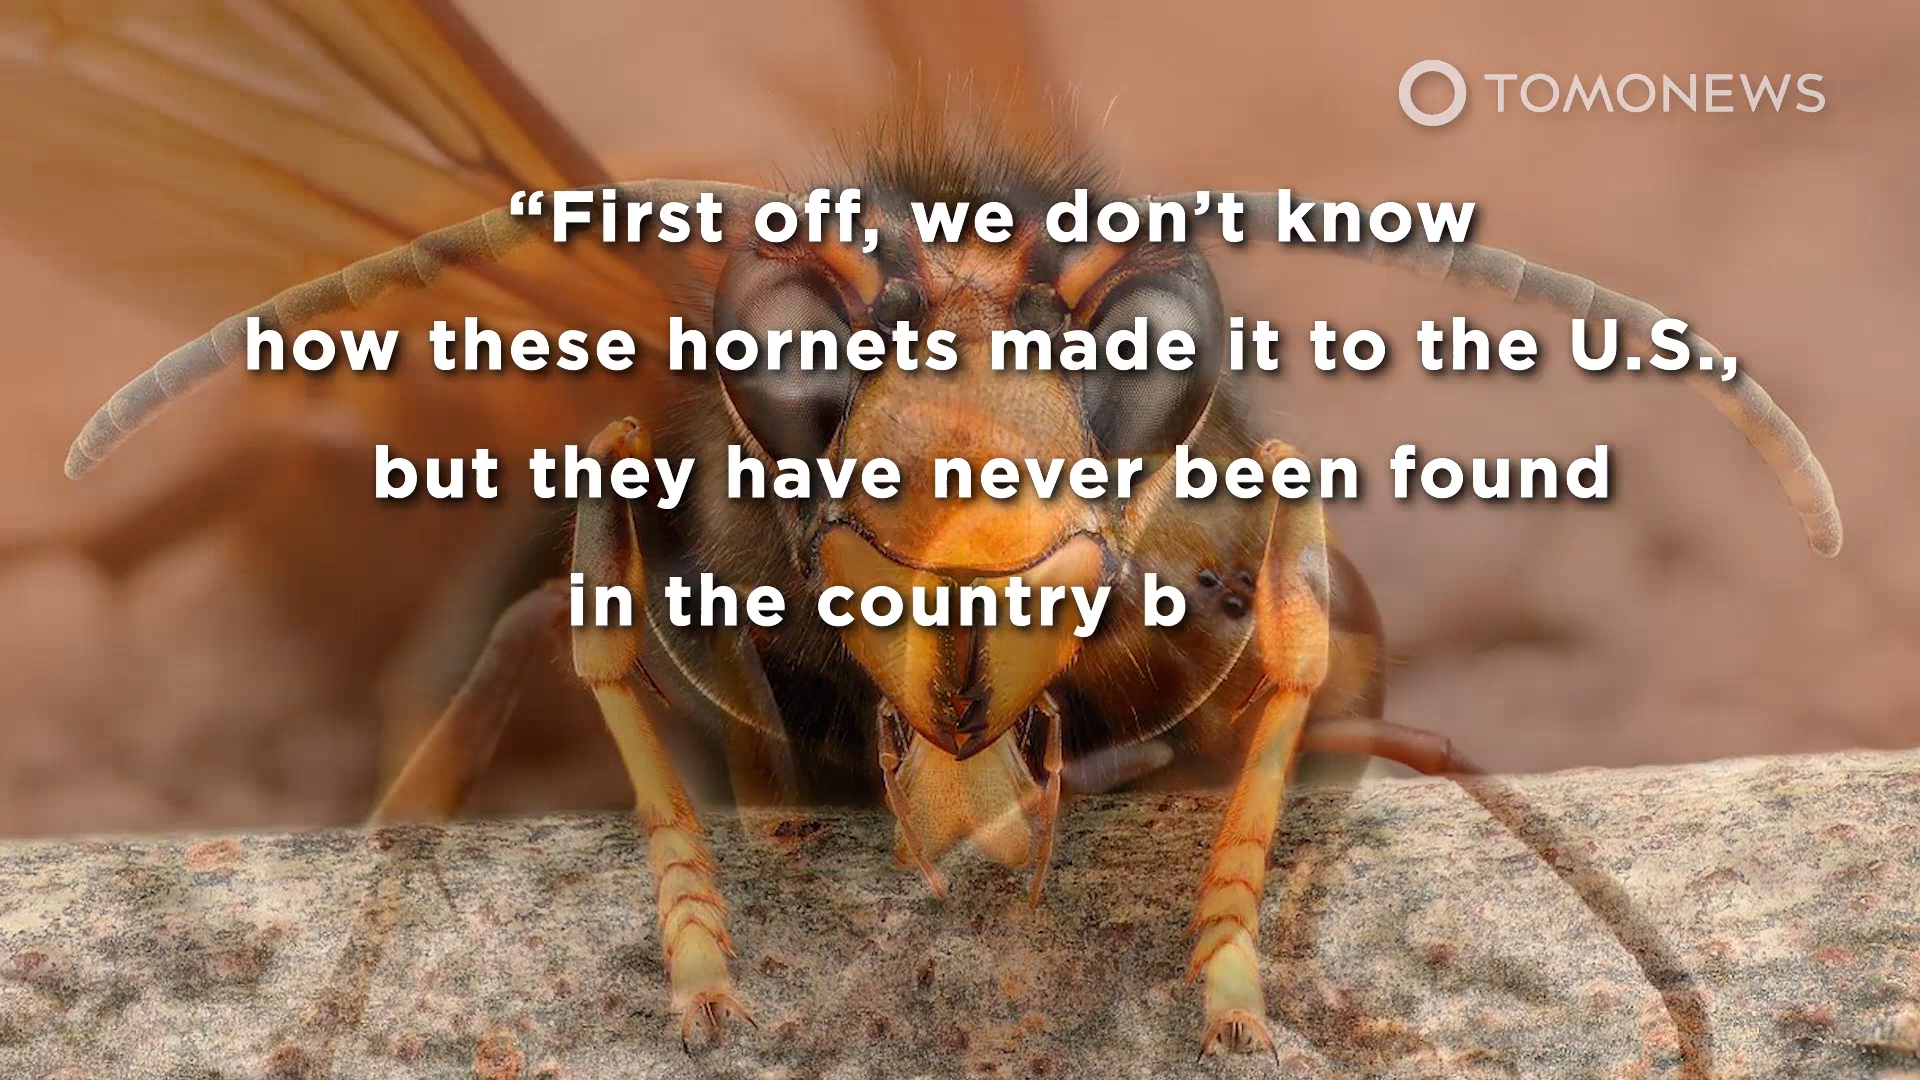 TOMONEWS
“First off, we don’t know
how these hornets made it to the U.S.,
but they have never been found
in the country b